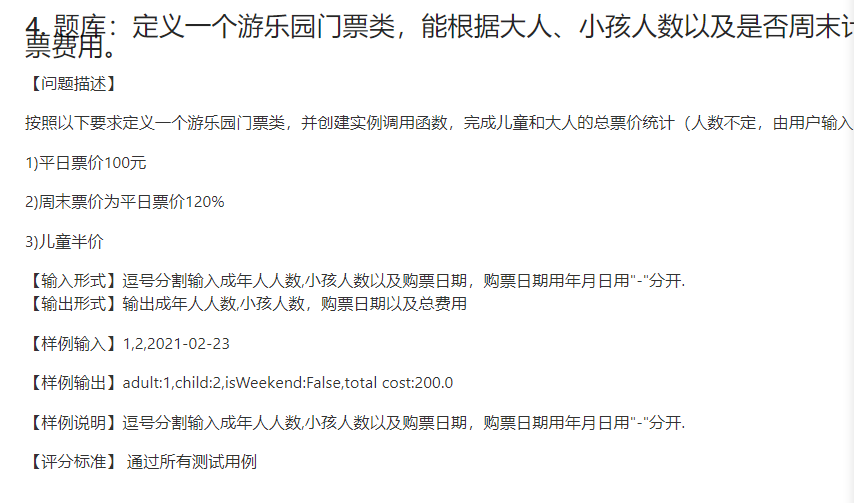 4. 题库：定义一个游乐园门票类，能根据大人、小孩人数以及是否周末计
票费用。
【问题描述】
按照以下要求定义一个游乐园门票类，并创建实例调用函数，完成儿童和大人的总票价统计（人数不定，由用户输入
1)平日票价100元
2)周末票价为平日票价120%
3)儿童半价
【输入形式】逗号分割输入成年人人数,小孩人数以及购票日期，购票日期用年月日用"-"分开.
【输出形式】输出成年人人数,小孩人数，购票日期以及总费用
【样例输入】1,2,2021-02-23
【样例输出】adult:1,child:2,isWeekend:False,total cost:200.0
【样例说明】逗号分割输入成年人人数,小孩人数以及购票日期，购票日期用年月日用"-"分开.
【评分标准】 通过所有测试用例